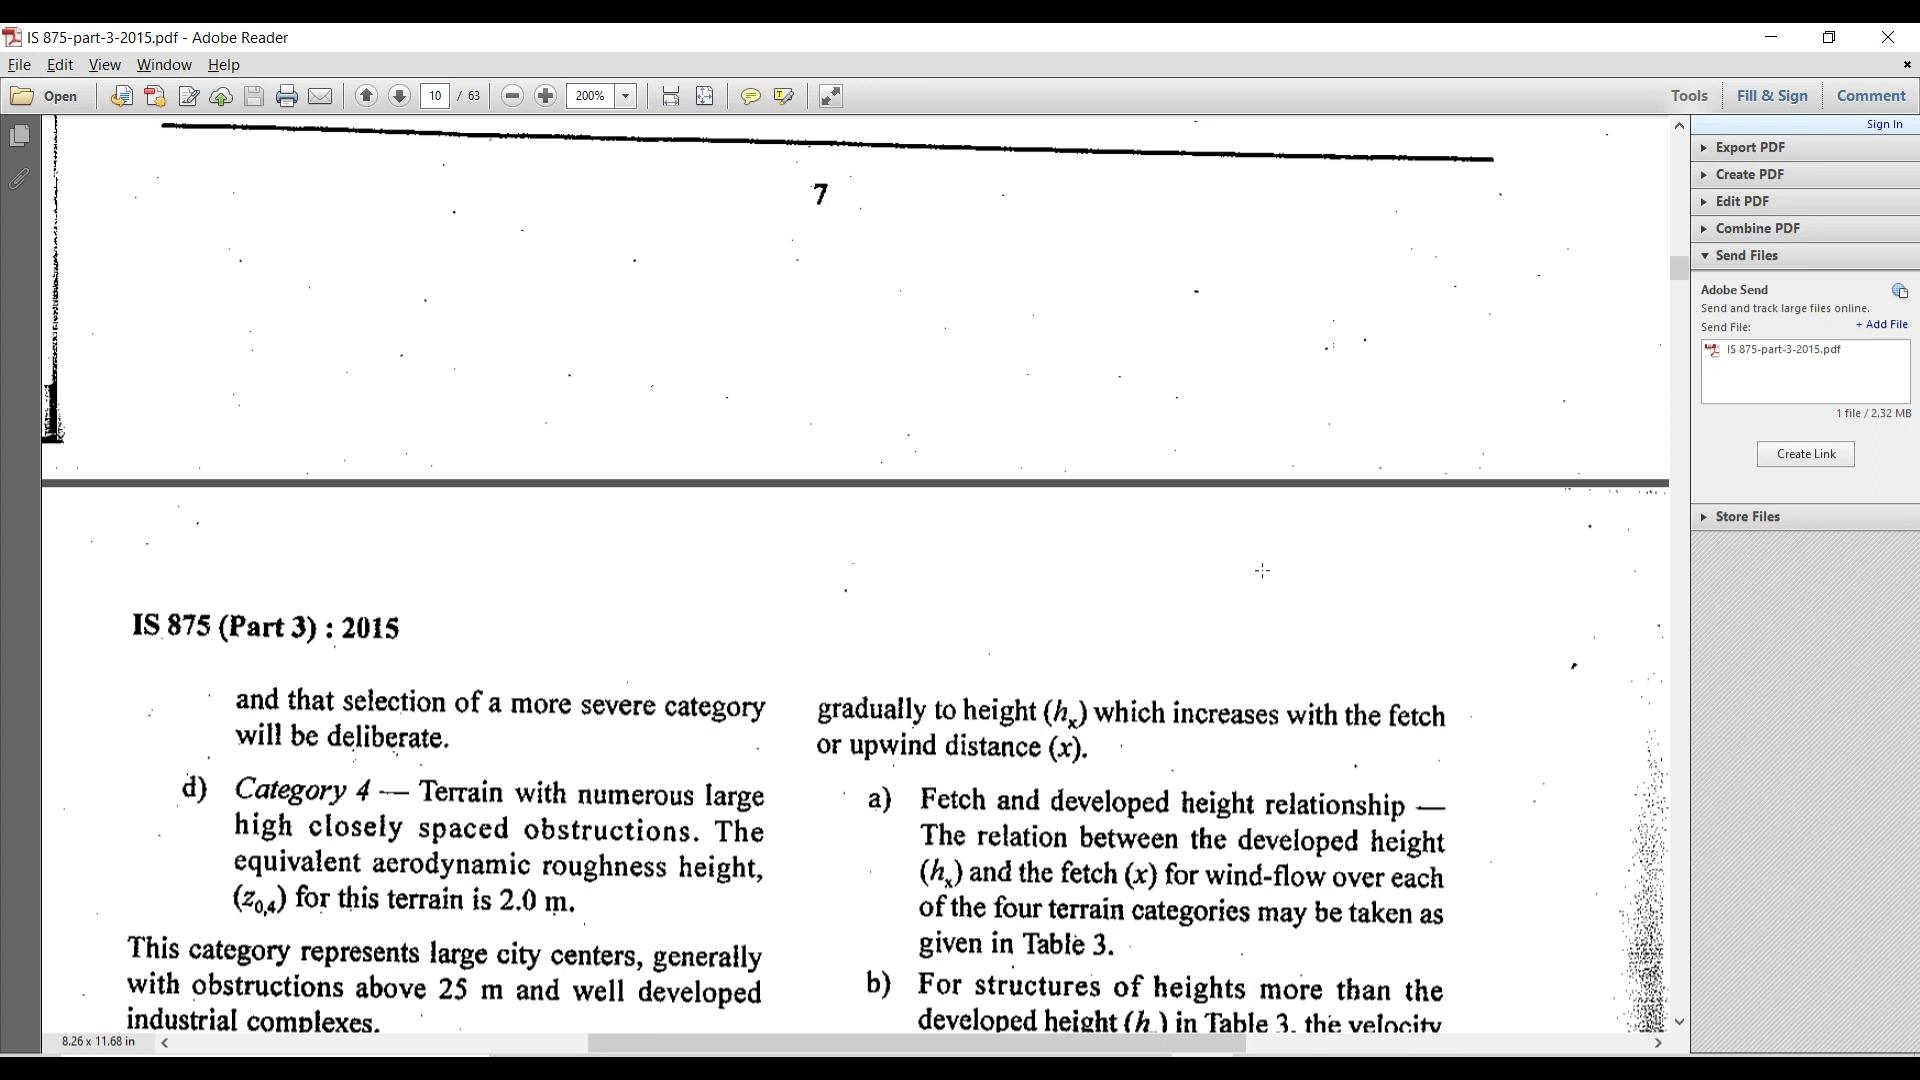 IS 875-part-3-2015.pdf - Adobe Reader
File Edit View Window Help
Open 10 / 63 200% Tools Fill & Sign Comment
Sign In
Export PDF
Create PDF
Edit PDF
Combine PDF
Send Files
Adobe Send
Send and track large files online.
Send File: + Add File
IS 875-part-3-2015.pdf
1 file / 2.32 MB
Create Link
Store Files
7
IS 875 (Part 3) : 2015
and that selection of a more severe category
will be deliberate.
d) Category 4 — Terrain with numerous large
high closely spaced obstructions. The
equivalent aerodynamic roughness height,
(z0,4) for this terrain is 2.0 m.
This category represents large city centers, generally
with obstructions above 25 m and well developed
industrial complexes.
gradually to height (hx) which increases with the fetch
or upwind distance (x).
a) Fetch and developed height relationship —
The relation between the developed height
(hx) and the fetch (x) for wind-flow over each
of the four terrain categories may be taken as
given in Table 3.
b) For structures of heights more than the
developed height (h ) in Table 3, the velocity
8.26 x 11.68 in